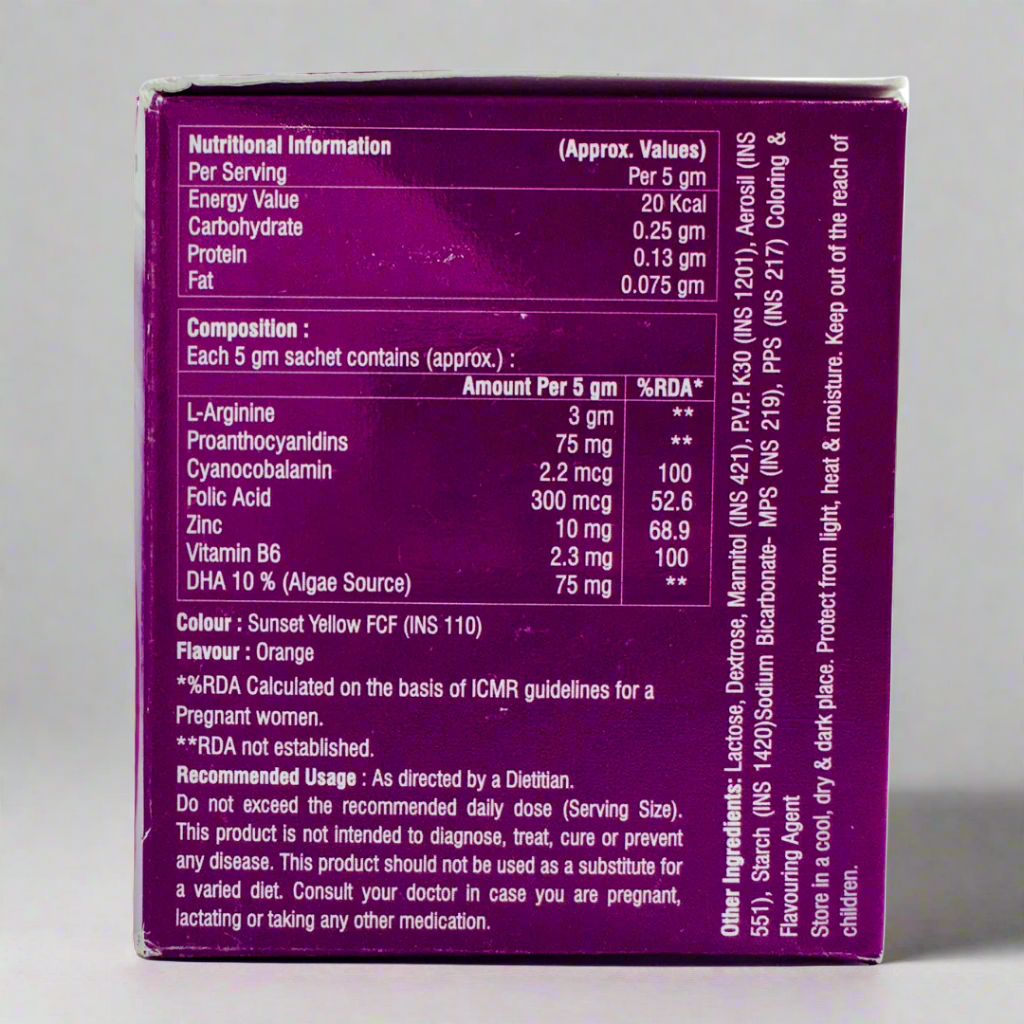 Nutritional Information (Approx. Values)
Per Serving Per 5 gm
Energy Value 20 Kcal
Carbohydrate 0.25 gm
Protein 0.13 gm
Fat 0.075 gm
Composition :
Each 5 gm sachet contains (approx.) :
Amount Per 5 gm %RDA*
L-Arginine 3 gm **
Proanthocyanidins 75 mg **
Cyanocobalamin 2.2 mcg 100
Folic Acid 300 mcg 52.6
Zinc 10 mg 68.9
Vitamin B6 2.3 mg 100
DHA 10 % (Algae Source) 75 mg **
Colour : Sunset Yellow FCF (INS 110)
Flavour : Orange
*%RDA Calculated on the basis of ICMR guidelines for a
Pregnant women.
**RDA not established.
Recommended Usage : As directed by a Dietitian.
Do not exceed the recommended daily dose (Serving Size).
This product is not intended to diagnose, treat, cure or prevent
any disease. This product should not be used as a substitute for
a varied diet. Consult your doctor in case you are pregnant,
lactating or taking any other medication.
Other Ingredients: Lactose, Dextrose, Mannitol (INS 421), P.V.P. K30 (INS 1201), Aerosil (INS
551), Starch (INS 1420)Sodium Bicarbonate- MPS (INS 219), PPS (INS 217) Coloring &
Flavouring Agent
Store in a cool, dry & dark place. Protect from light, heat & moisture. Keep out of the reach of
children.